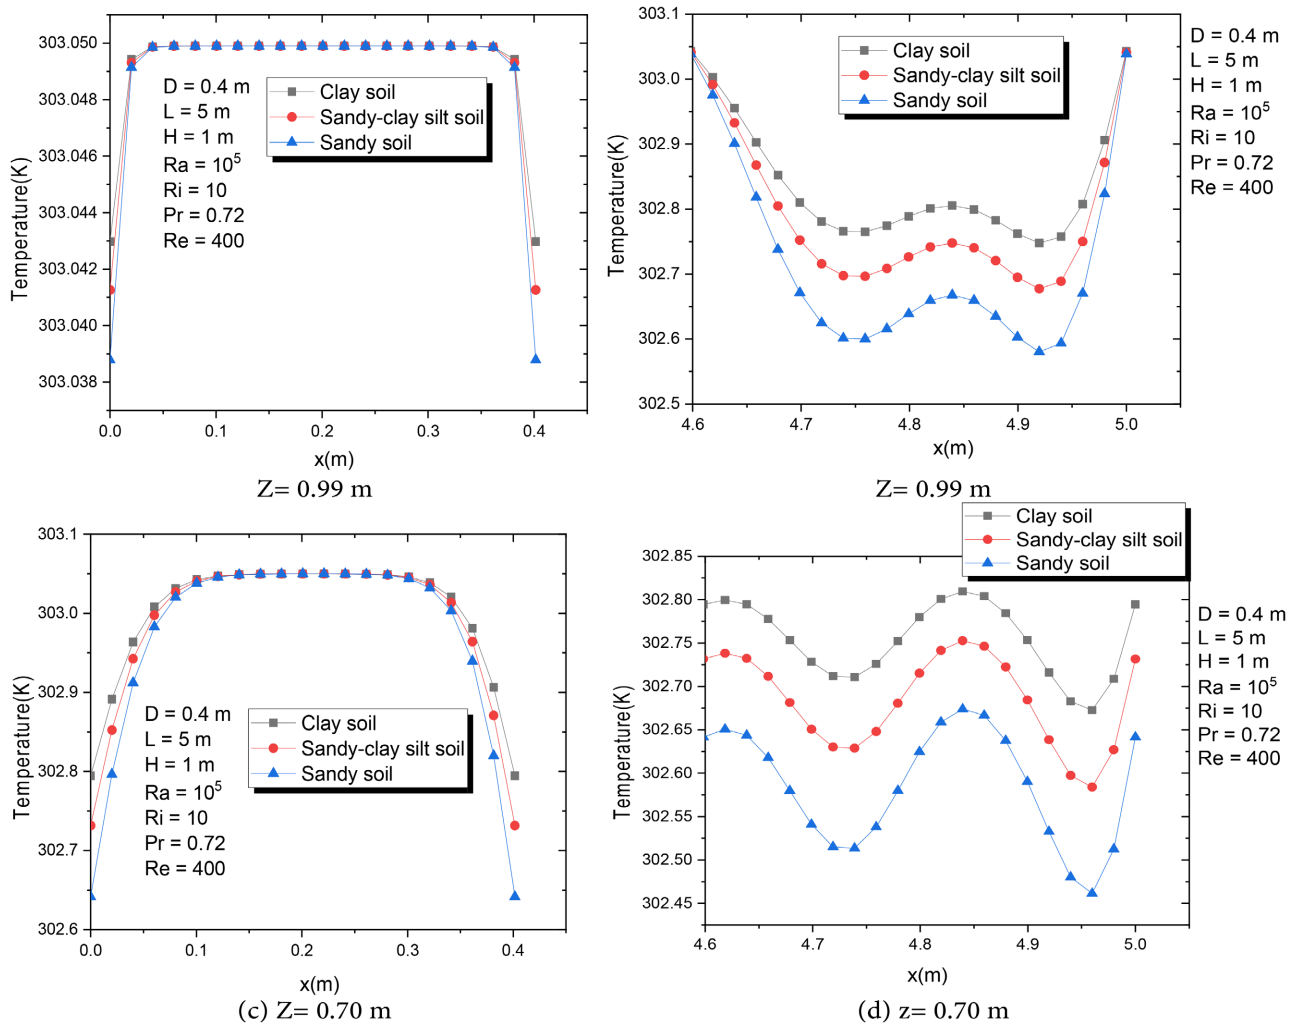 303.050
303.048
303.046
303.044
303.042
303.040
303.038
Temperature(K)
D = 0.4 m
L = 5 m
H = 1 m
Ra = 10⁵
Ri = 10
Pr = 0.72
Re = 400
Clay soil
Sandy-clay silt soil
Sandy soil
0.0 0.1 0.2 0.3 0.4
x(m)
Z= 0.99 m
303.1
303.0
302.9
302.8
302.7
302.6
302.5
Temperature(K)
Clay soil
Sandy-clay silt soil
Sandy soil
D = 0.4 m
L = 5 m
H = 1 m
Ra = 10⁵
Ri = 10
Pr = 0.72
Re = 400
4.6 4.7 4.8 4.9 5.0
x(m)
Z= 0.99 m
303.1
303.0
302.9
302.8
302.7
302.6
Temperature(K)
D = 0.4 m
L = 5 m
H = 1 m
Ra = 10⁵
Ri = 10
Pr = 0.72
Re = 400
Clay soil
Sandy-clay silt soil
Sandy soil
0.0 0.1 0.2 0.3 0.4
x(m)
(c) Z= 0.70 m
Clay soil
Sandy-clay silt soil
Sandy soil
302.85
302.80
302.75
302.70
302.65
302.60
302.55
302.50
302.45
Temperature(K)
D = 0.4 m
L = 5 m
H = 1 m
Ra = 10⁵
Ri = 10
Pr = 0.72
Re = 400
4.6 4.7 4.8 4.9 5.0
x(m)
(d) z= 0.70 m